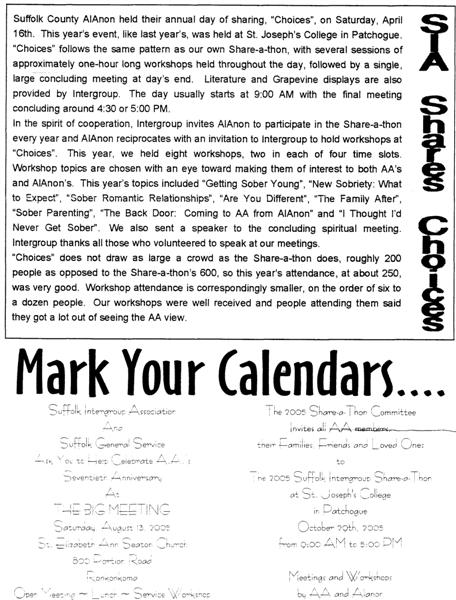 Suffolk County AlAnon held their annual day of sharing, "Choices", on Saturday, April
16th. This year's event, like last year's, was held at St. Joseph's College in Patchogue.
"Choices" follows the same pattern as our own Share-a-thon, with several sessions of
approximately one-hour long workshops held throughout the day, followed by a single,
large concluding meeting at day's end. Literature and Grapevine displays are also
provided by Intergroup. The day usually starts at 9:00 AM with the final meeting
concluding around 4:30 or 5:00 PM.
In the spirit of cooperation, Intergroup invites AlAnon to participate in the Share-a-thon
every year and AlAnon reciprocates with an invitation to Intergroup to hold workshops at
"Choices". This year, we held eight workshops, two in each of four time slots.
Workshop topics are chosen with an eye toward making them of interest to both AA's
and AlAnon's. This year's topics included "Getting Sober Young", "New Sobriety: What
to Expect", "Sober Romantic Relationships", "Are You Different", "The Family After",
"Sober Parenting", "The Back Door: Coming to AA from AlAnon" and "I Thought I'd
Never Get Sober". We also sent a speaker to the concluding spiritual meeting.
Intergroup thanks all those who volunteered to speak at our meetings.
"Choices" does not draw as large a crowd as the Share-a-thon does, roughly 200
people as opposed to the Share-a-thon's 600, so this year's attendance, at about 250,
was very good. Workshop attendance is correspondingly smaller, on the order of six to
a dozen people. Our workshops were well received and people attending them said
they got a lot out of seeing the AA view.
SIA Shares Choices
Mark Your Calendars....
Suffolk Intergroup Association
And
Suffolk General Service
Ask You to Help Celebrate A.A.'s
Seventieth Anniversary
At
THE BIG MEETING
Saturday August 13, 2005
St. Elizabeth Ann Seaton Church
800 Portion Road
Ronkonkoma
Open Meeting ~ Lunch ~ Service Workshop
The 2005 Share-a-Thon Committee
Invites all AA members,
their Families, Friends and Loved Ones
to
The 2005 Suffolk Intergroup Share-a-Thon
at St. Joseph's College
in Patchogue
October 29th, 2005
from 9:00 AM to 5:00 PM
Meetings and Workshops
by AA and Alanon